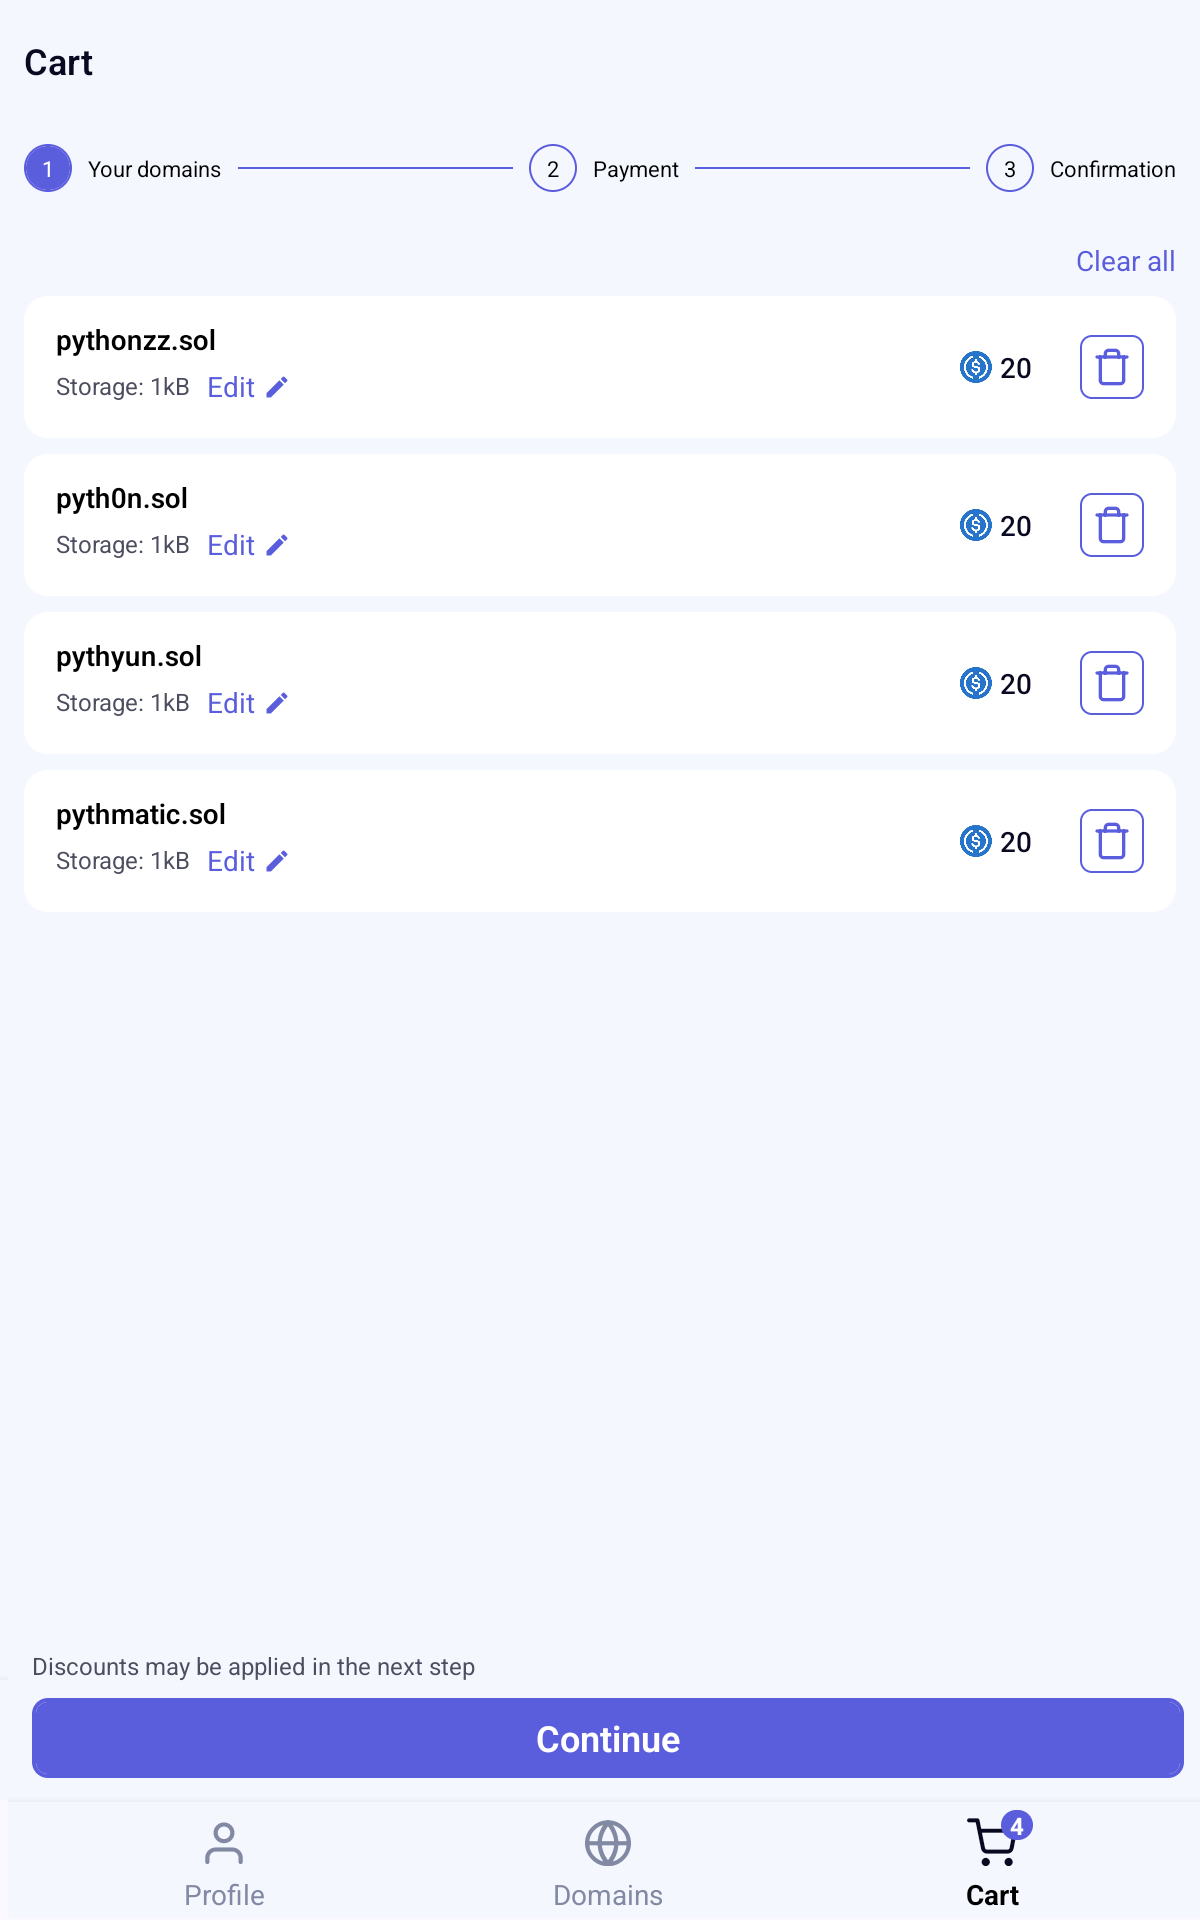 Cart
1 Your domains 2 Payment 3 Confirmation
Clear all
pythonzz.sol
Storage: 1kB Edit
20
pyth0n.sol
Storage: 1kB Edit
20
pythyun.sol
Storage: 1kB Edit
20
pythmatic.sol
Storage: 1kB Edit
20
Discounts may be applied in the next step
Continue
4
Profile Domains Cart